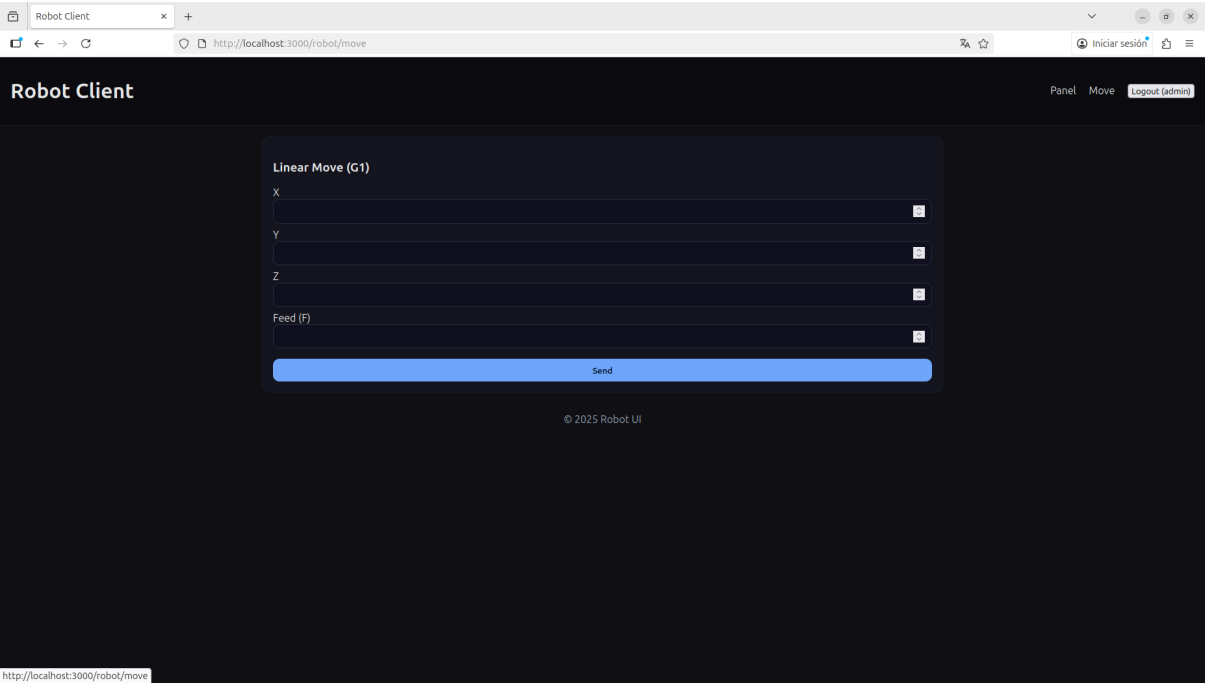 Robot Client
http://localhost:3000/robot/move
Iniciar sesión
Robot Client
Panel Move Logout (admin)
Linear Move (G1)
X
Y
Z
Feed (F)
Send
© 2025 Robot UI
http://localhost:3000/robot/move